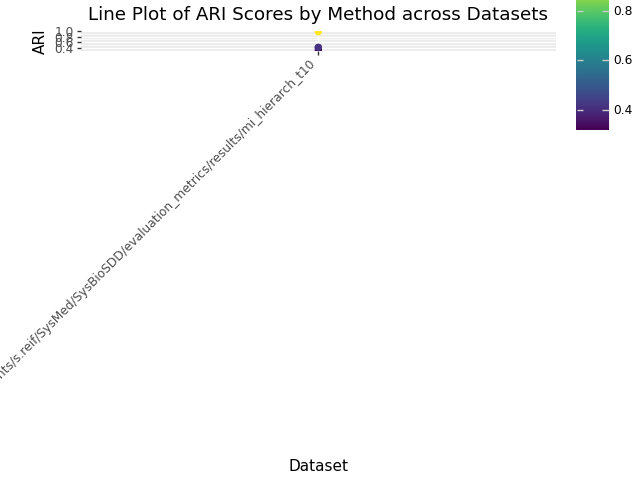 Line Plot of ARI Scores by Method across Datasets
ARI
1.0
0.8
0.6
0.4
0.8
0.6
0.4
/s.reif/SysMed/SysBioSDD/evaluation_metrics/results/mi_hierarch_t10
Dataset